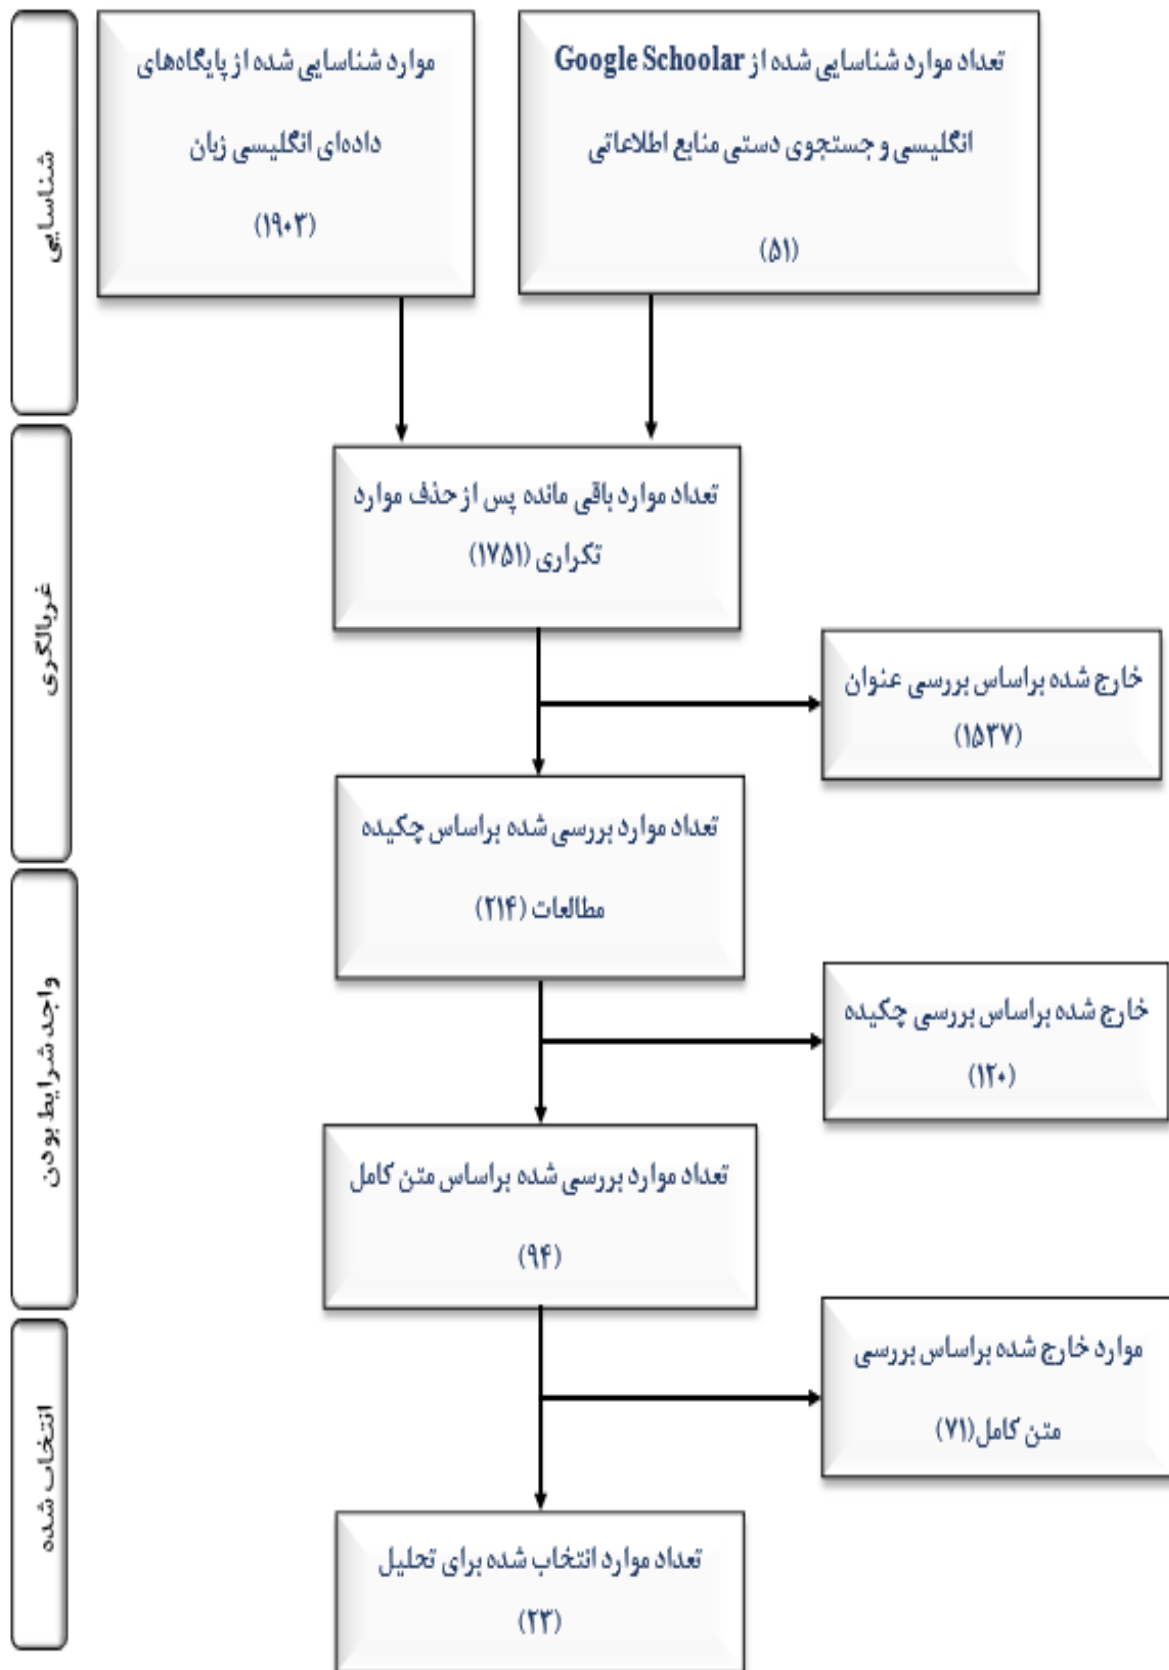 شناسایی
تعداد موارد شناسایی شده از Google Schoolar
انگلیسی و جستجوی دستی منابع اطلاعاتی
(۵۱)
موارد شناسایی شده از پایگاه‌های
داده‌ای انگلیسی زبان
(۱۹۰۳)
غربالگری
تعداد موارد باقی مانده پس از حذف موارد
تکراری (۱۷۵۱)
خارج شده براساس بررسی عنوان
(۱۵۳۷)
تعداد موارد بررسی شده براساس چکیده
مطالعات (۲۱۴)
واجد شرایط بودن
خارج شده براساس بررسی چکیده
(۱۲۰)
تعداد موارد بررسی شده براساس متن کامل
(۹۴)
انتخاب شده
موارد خارج شده براساس بررسی
متن کامل(۷۱)
تعداد موارد انتخاب شده برای تحلیل
(۲۳)